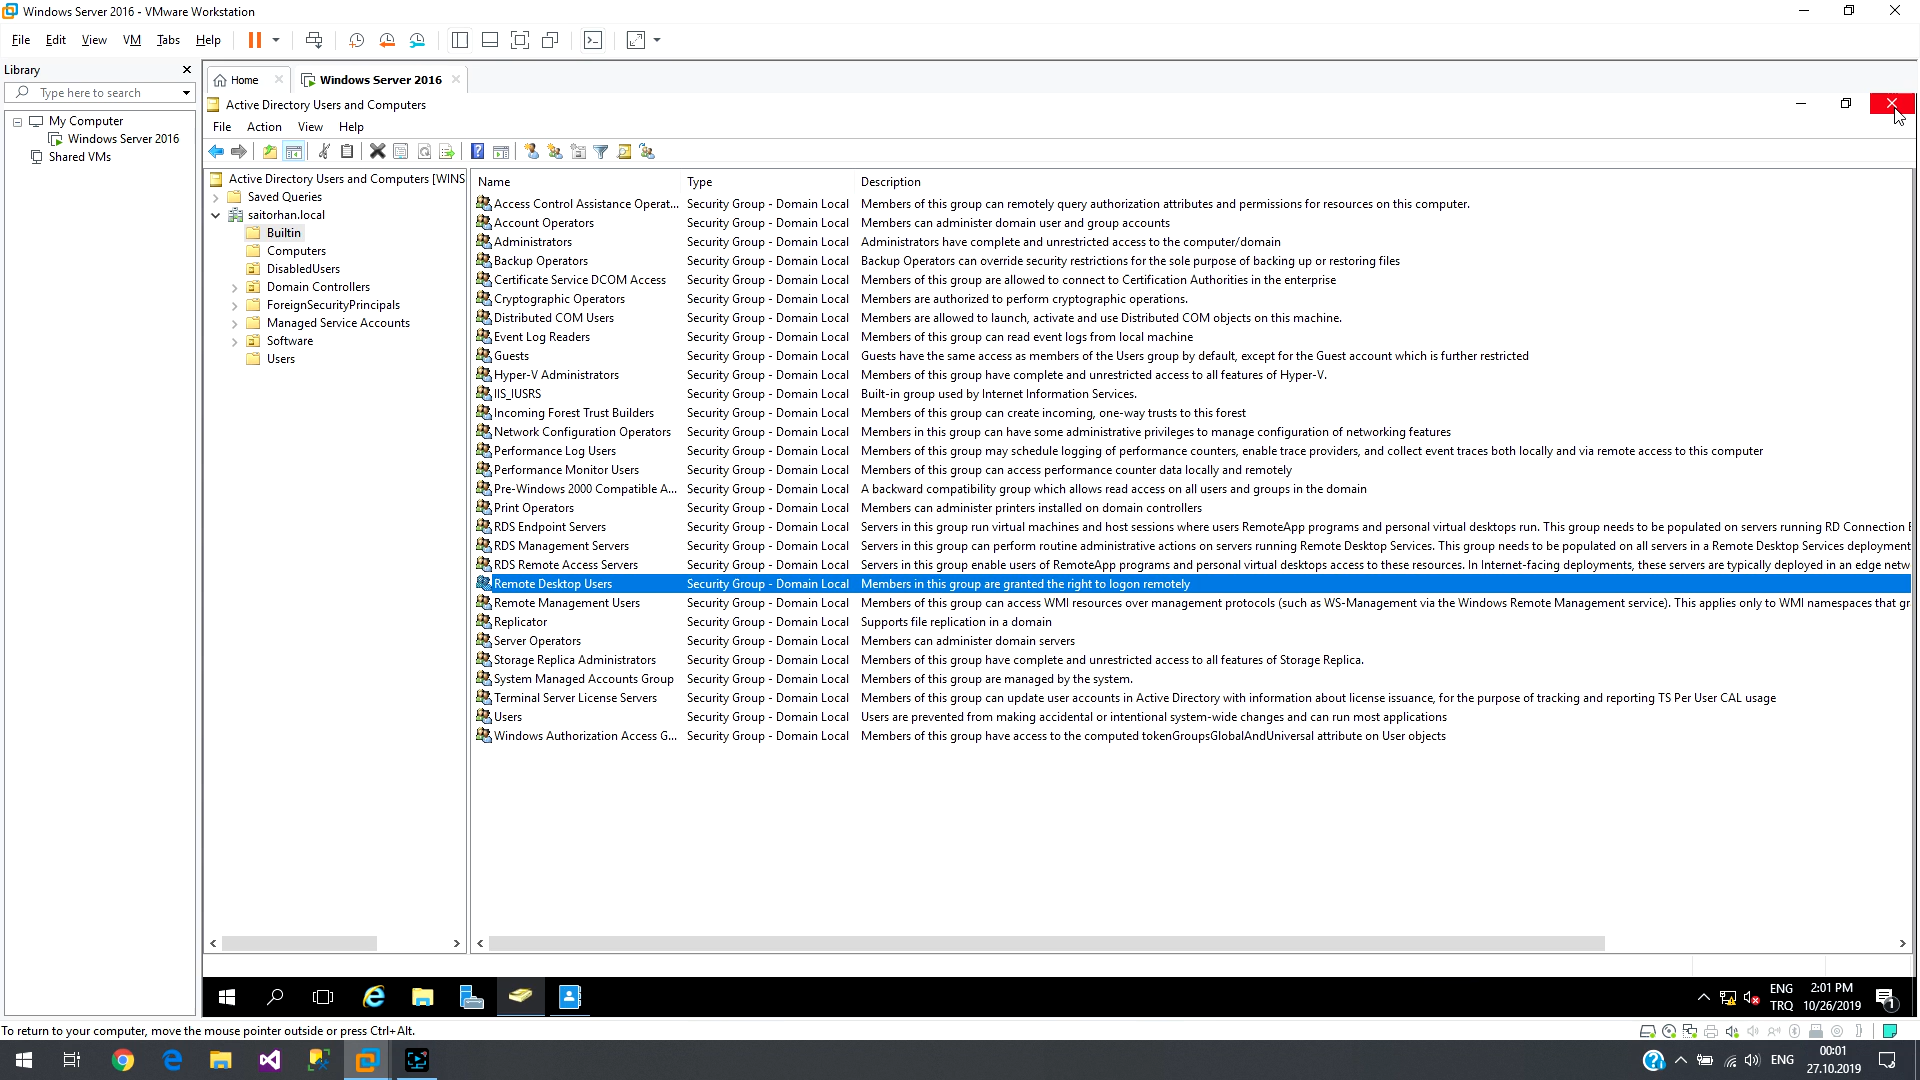 Windows Server 2016 - VMware Workstation
File Edit View VM Tabs Help
Library
Home
Windows Server 2016
Type here to search
Active Directory Users and Computers
My Computer
Windows Server 2016
Shared VMs
File Action View Help
Active Directory Users and Computers [WINS
Saved Queries
saitorhan.local
Builtin
Computers
DisabledUsers
Domain Controllers
ForeignSecurityPrincipals
Managed Service Accounts
Software
Users
Name Type Description
Access Control Assistance Operat... Security Group - Domain Local Members of this group can remotely query authorization attributes and permissions for resources on this computer.
Account Operators Security Group - Domain Local Members can administer domain user and group accounts
Administrators Security Group - Domain Local Administrators have complete and unrestricted access to the computer/domain
Backup Operators Security Group - Domain Local Backup Operators can override security restrictions for the sole purpose of backing up or restoring files
Certificate Service DCOM Access Security Group - Domain Local Members of this group are allowed to connect to Certification Authorities in the enterprise
Cryptographic Operators Security Group - Domain Local Members are authorized to perform cryptographic operations.
Distributed COM Users Security Group - Domain Local Members are allowed to launch, activate and use Distributed COM objects on this machine.
Event Log Readers Security Group - Domain Local Members of this group can read event logs from local machine
Guests Security Group - Domain Local Guests have the same access as members of the Users group by default, except for the Guest account which is further restricted
Hyper-V Administrators Security Group - Domain Local Members of this group have complete and unrestricted access to all features of Hyper-V.
IIS_IUSRS Security Group - Domain Local Built-in group used by Internet Information Services.
Incoming Forest Trust Builders Security Group - Domain Local Members of this group can create incoming, one-way trusts to this forest
Network Configuration Operators Security Group - Domain Local Members in this group can have some administrative privileges to manage configuration of networking features
Performance Log Users Security Group - Domain Local Members of this group may schedule logging of performance counters, enable trace providers, and collect event traces both locally and via remote access to this computer
Performance Monitor Users Security Group - Domain Local Members of this group can access performance counter data locally and remotely
Pre-Windows 2000 Compatible A... Security Group - Domain Local A backward compatibility group which allows read access on all users and groups in the domain
Print Operators Security Group - Domain Local Members can administer printers installed on domain controllers
RDS Endpoint Servers Security Group - Domain Local Servers in this group run virtual machines and host sessions where users RemoteApp programs and personal virtual desktops run. This group needs to be populated on servers running RD Connection
RDS Management Servers Security Group - Domain Local Servers in this group can perform routine administrative actions on servers running Remote Desktop Services. This group needs to be populated on all servers in a Remote Desktop Services deployment
RDS Remote Access Servers Security Group - Domain Local Servers in this group enable users of RemoteApp programs and personal virtual desktops access to these resources. In Internet-facing deployments, these servers are typically deployed in an edge netw
Remote Desktop Users Security Group - Domain Local Members in this group are granted the right to logon remotely
Remote Management Users Security Group - Domain Local Members of this group can access WMI resources over management protocols (such as WS-Management via the Windows Remote Management service). This applies only to WMI namespaces that gr
Replicator Security Group - Domain Local Supports file replication in a domain
Server Operators Security Group - Domain Local Members can administer domain servers
Storage Replica Administrators Security Group - Domain Local Members of this group have complete and unrestricted access to all features of Storage Replica.
System Managed Accounts Group Security Group - Domain Local Members of this group are managed by the system.
Terminal Server License Servers Security Group - Domain Local Members of this group can update user accounts in Active Directory with information about license issuance, for the purpose of tracking and reporting TS Per User CAL usage
Users Security Group - Domain Local Users are prevented from making accidental or intentional system-wide changes and can run most applications
Windows Authorization Access G... Security Group - Domain Local Members of this group have access to the computed tokenGroupsGlobalAndUniversal attribute on User objects
ENG 2:01 PM
TRQ 10/26/2019
1
To return to your computer, move the mouse pointer outside or press Ctrl+Alt.
ENG
00:01
27.10.2019